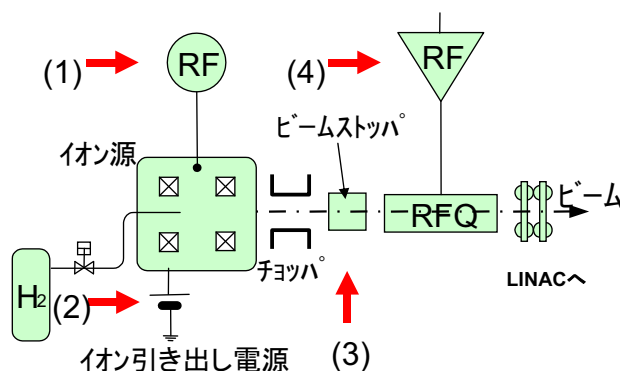 (1)
RF
(4)
RF
ビームストッパ
イオン源
ビーム
RFQ
チョッパ
LINACへ
H2
(2)
イオン引き出し電源
(3)